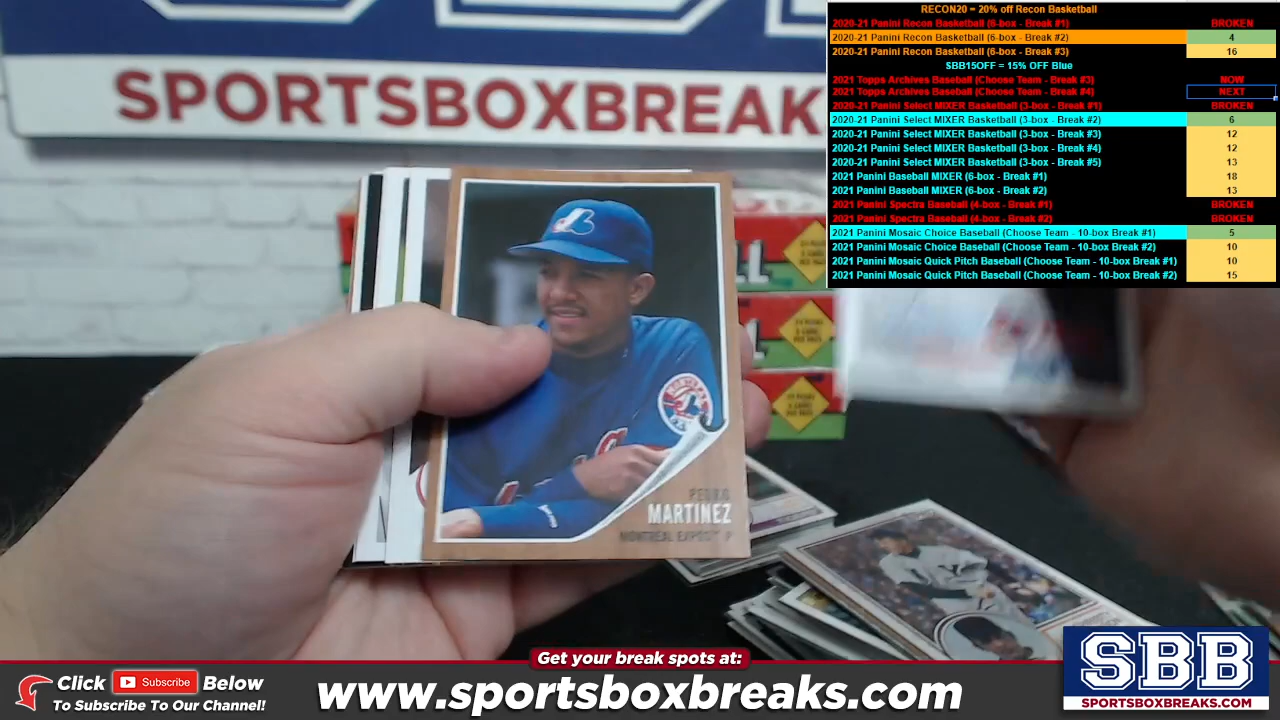 RECON20 = 20% off Recon Basketball
2020-21 Panini Recon Basketball (6-box - Break #1) BROKEN
2020-21 Panini Recon Basketball (6-box - Break #2) 4
2020-21 Panini Recon Basketball (6-box - Break #3) 16
SBB15OFF = 15% OFF Blue
2021 Topps Archives Baseball (Choose Team - Break #3) NOW
2021 Topps Archives Baseball (Choose Team - Break #4) NEXT
2020-21 Panini Select MIXER Basketball (3-box - Break #1) BROKEN
2020-21 Panini Select MIXER Basketball (3-box - Break #2) 6
2020-21 Panini Select MIXER Basketball (3-box - Break #3) 12
2020-21 Panini Select MIXER Basketball (3-box - Break #4) 12
2020-21 Panini Select MIXER Basketball (3-box - Break #5) 13
2021 Panini Baseball MIXER (6-box - Break #1) 18
2021 Panini Baseball MIXER (6-box - Break #2) 13
2021 Panini Spectra Baseball (4-box - Break #1) BROKEN
2021 Panini Spectra Baseball (4-box - Break #2) BROKEN
2021 Panini Mosaic Choice Baseball (Choose Team - 10-box Break #1) 5
2021 Panini Mosaic Choice Baseball (Choose Team - 10-box Break #2) 10
2021 Panini Mosaic Quick Pitch Baseball (Choose Team - 10-box Break #1) 10
2021 Panini Mosaic Quick Pitch Baseball (Choose Team - 10-box Break #2) 15
SPORTSBOXBREAK
PEDRO
MARTINEZ
MONTREAL EXPOS P
Get your break spots at:
Click Subscribe Below
To Subscribe To Our Channel!
www.sportsboxbreaks.com
SBB
SPORTSBOXBREAKS.COM